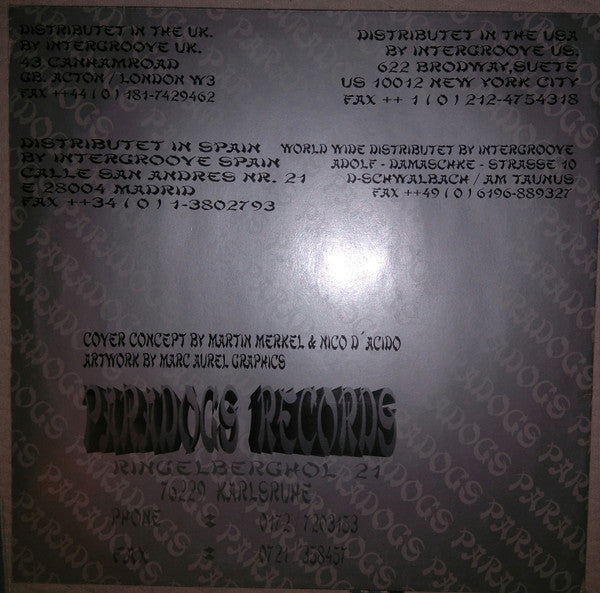 DISTRIBUTET IN THE UK.
BY INTERGROOVE UK.
43 CANHAMROAD
GB. ACTON / LONDON W3
FAX ++44 ( 0 ) 181-7429462
DISTRIBUTET IN THE USA
BY INTERGROOVE US.
622 BRODWAY,SUETE
US 10012 NEW YORK CITY
FAX ++ 1 ( 0 ) 212-4754318
DISTRIBUTET IN SPAIN
BY INTERGROOVE SPAIN
CALLE SAN ANDRES NR. 21
E 28004 MADRID
FAX ++34 ( 0 ) 1-3802793
WORLD WIDE DISTRIBUTET BY INTERGROOVE
ADOLF - DAMASCHKE - STRASSE 10
D-SCHWALBACH / AM TAUNUS
FAX ++49 ( 0 ) 6196-889327
COVER CONCEPT BY MARTIN MERKEL & NICO D´ACIDO
ARTWORK BY MARC AUREL GRAPHICS
PARADOGS RECORDS
RINGELBERGHOL 21
76229 KARLSRUHE
PHONE : 0172 7203153
FAX : 0721 358457
PARADOGS